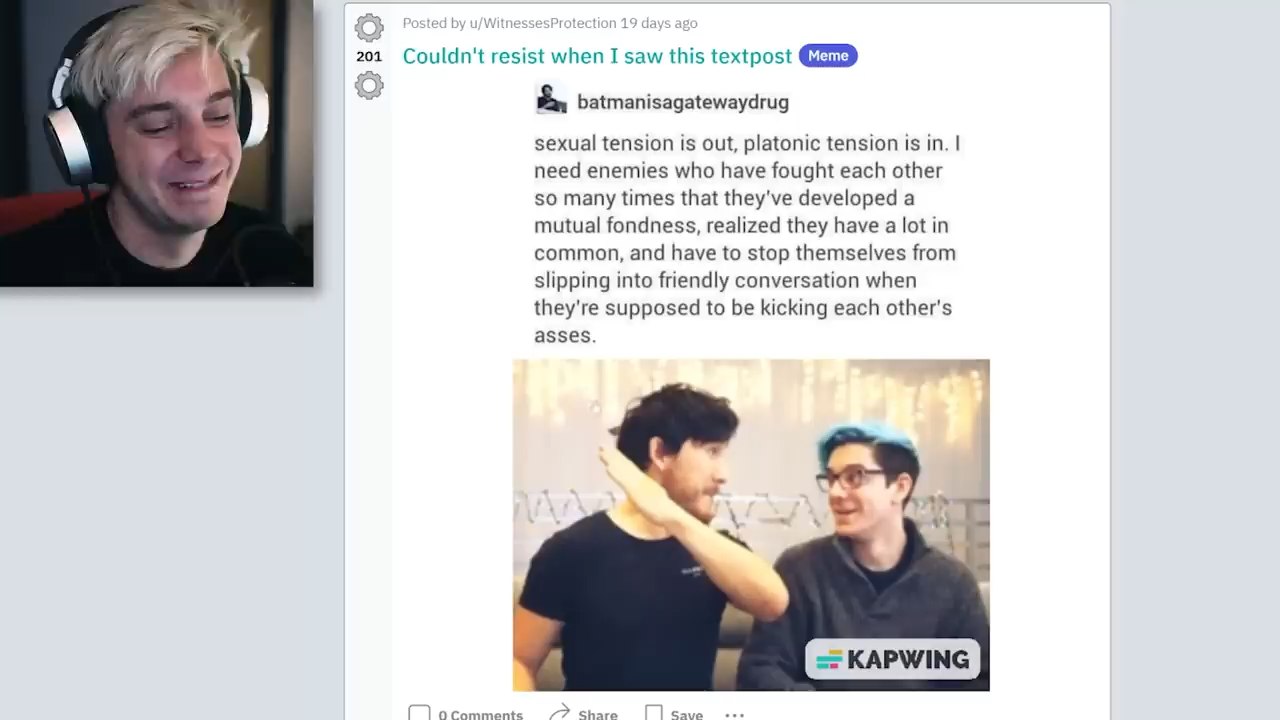 Posted by u/WitnessesProtection 19 days ago
201
Couldn't resist when I saw this textpost Meme
batmanisagatewaydrug
sexual tension is out, platonic tension is in. I
need enemies who have fought each other
so many times that they've developed a
mutual fondness, realized they have a lot in
common, and have to stop themselves from
slipping into friendly conversation when
they're supposed to be kicking each other's
asses.
KAPWING
0 Comments Share Save ...